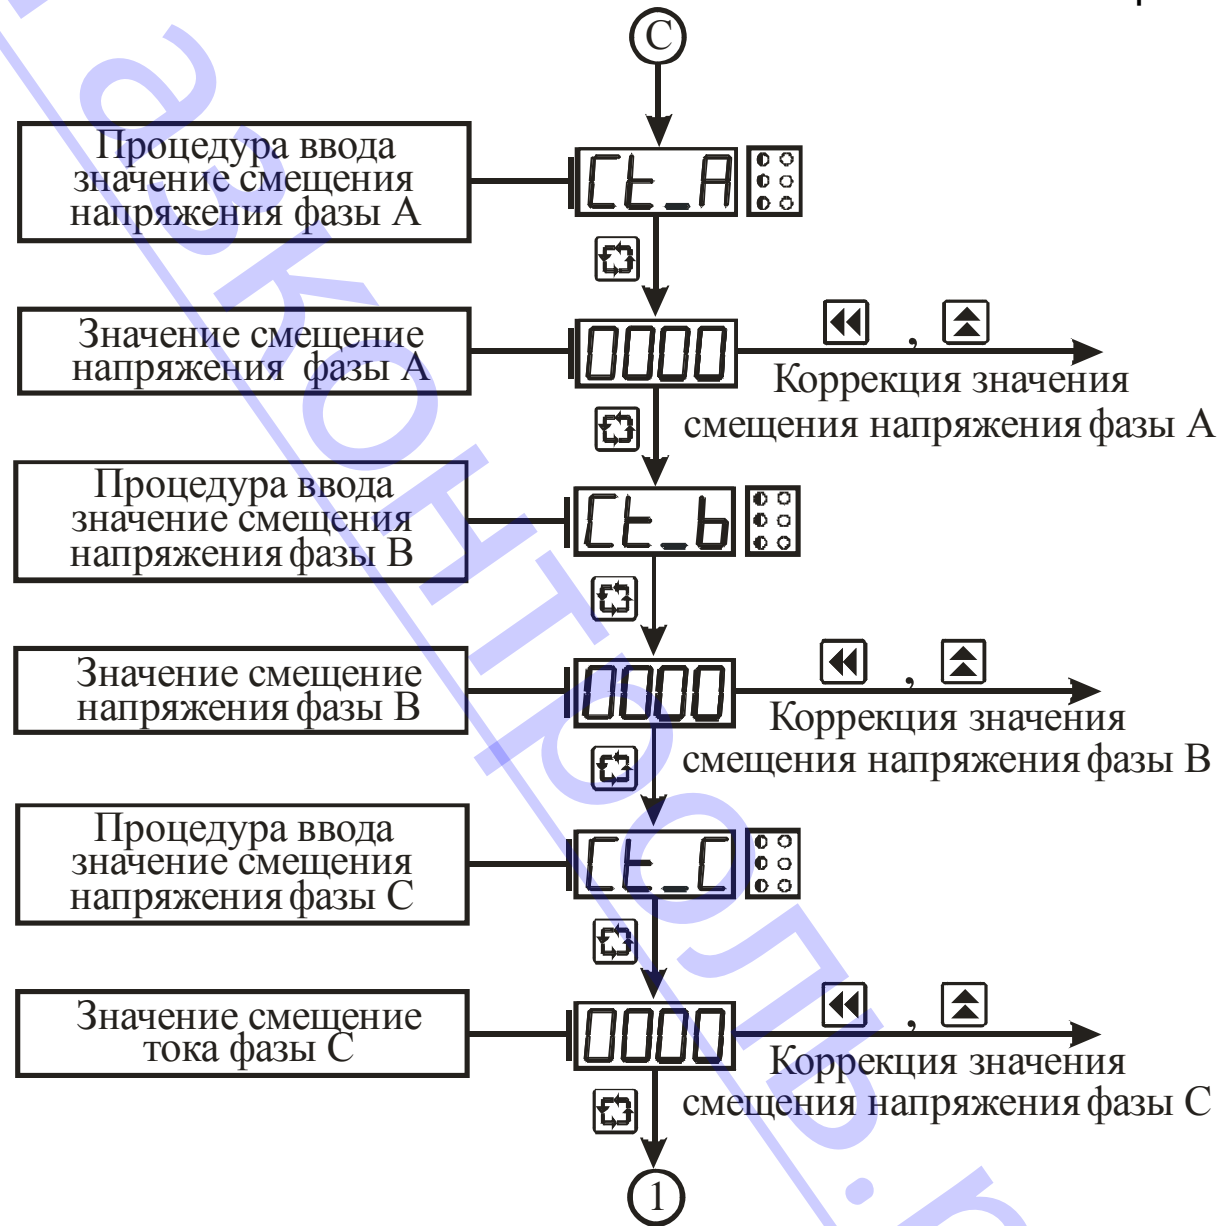 C
Процедура ввода
значение смещения
напряжения фазы А
Ct_A
Значение смещение
напряжения фазы А
0000
,
Коррекция значения
смещения напряжения фазы А
Процедура ввода
значение смещения
напряжения фазы В
Ct_b
Значение смещение
напряжения фазы В
0000
,
Коррекция значения
смещения напряжения фазы В
Процедура ввода
значение смещения
напряжения фазы С
Ct_C
Значение смещение
тока фазы С
0000
,
Коррекция значения
смещения напряжения фазы С
1
азконтроль.r